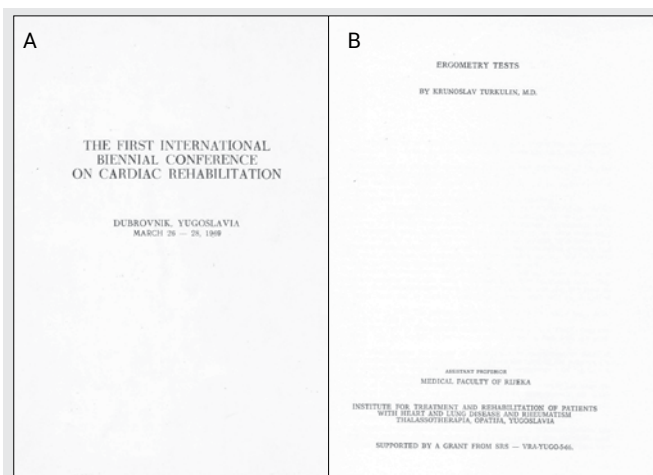 A
THE FIRST INTERNATIONAL
BIENNIAL CONFERENCE
ON CARDIAC REHABILITATION
DUBROVNIK, YUGOSLAVIA
MARCH 26 — 28, 1969
B
ERGOMETRY TESTS
BY KRUNOSLAV TURKULIN, M.D.
ASSISTANT PROFESSOR
MEDICAL FACULTY OF RIJEKA
INSTITUTE FOR TREATMENT AND REHABILITATION OF PATIENTS
WITH HEART AND LUNG DISEASE AND RHEUMATISM
THALASSOTHERAPIA, OPATIJA, YUGOSLAVIA
SUPPORTED BY A GRANT FROM SRS — VRA-YUGO-546.